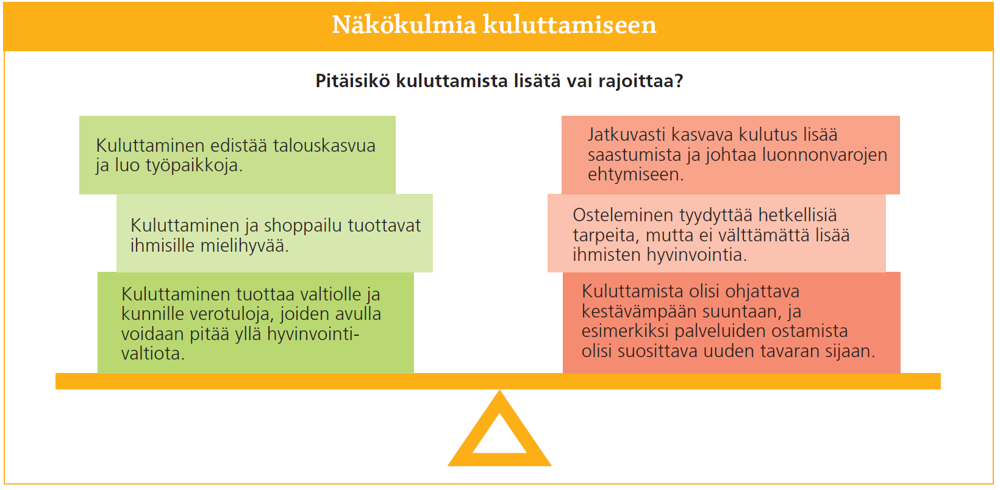 Näkökulmia kuluttamiseen
Pitäisikö kuluttamista lisätä vai rajoittaa?
Kuluttaminen edistää talouskasvua
ja luo työpaikkoja.
Kuluttaminen ja shoppailu tuottavat
ihmisille mielihyvää.
Kuluttaminen tuottaa valtiolle ja
kunnille verotuloja, joiden avulla
voidaan pitää yllä hyvinvointi-
valtiota.
Jatkuvasti kasvava kulutus lisää
saastumista ja johtaa luonnonvarojen
ehtymiseen.
Osteleminen tyydyttää hetkellisiä
tarpeita, mutta ei välttämättä lisää
ihmisten hyvinvointia.
Kuluttamista olisi ohjattava
kestävämpään suuntaan, ja
esimerkiksi palveluiden ostamista
olisi suosittava uuden tavaran sijaan.